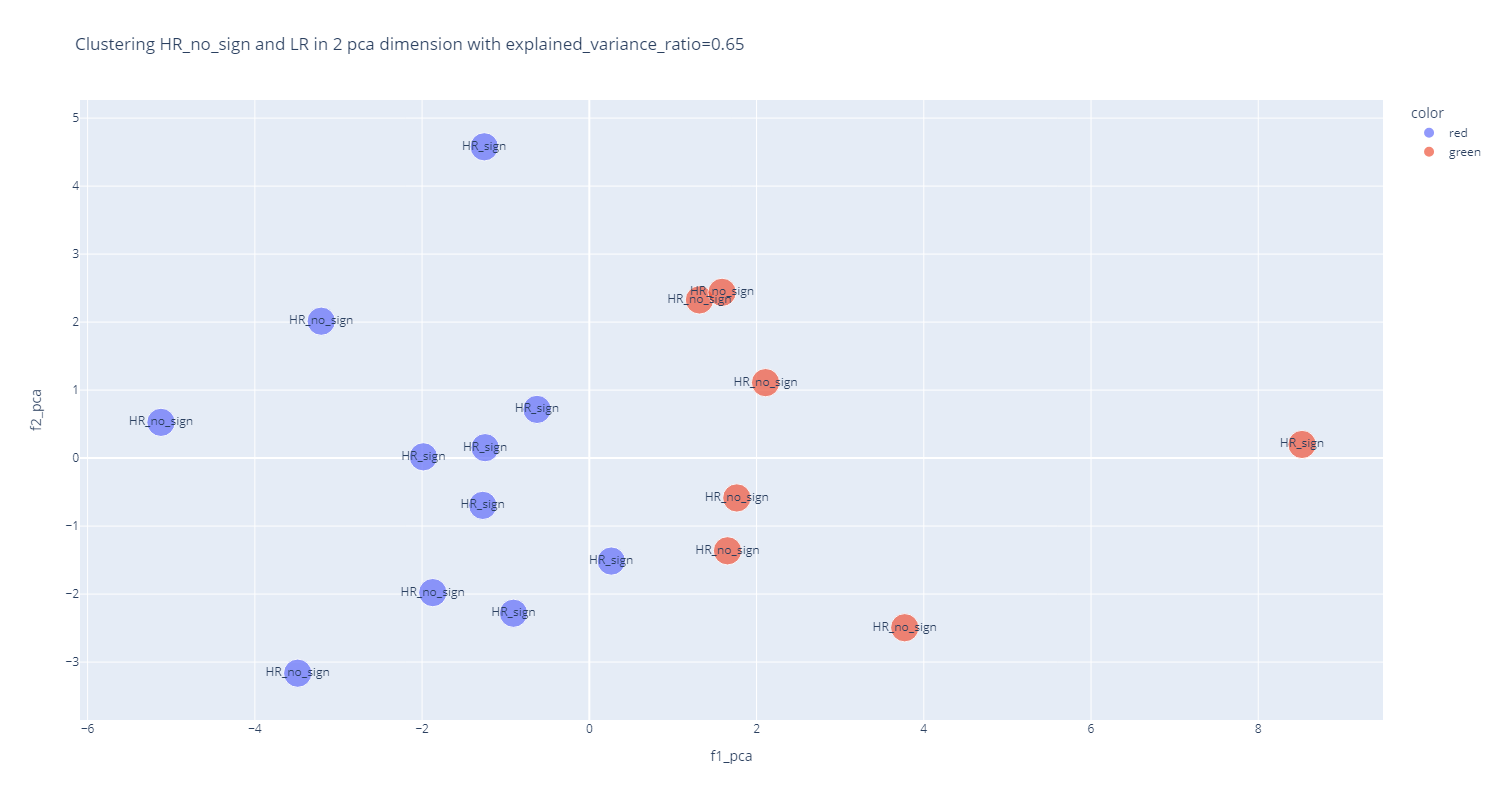 Clustering HR_no_sign and LR in 2 pca dimension with explained_variance_ratio=0.65
color
red
green
5
4
3
2
1
0
−1
−2
−3
f2_pca
HR_sign
HR_no_sign
HR_no_sign
HR_no_sign
HR_no_sign
HR_sign
HR_no_sign
HR_sign
HR_sign
HR_sign
HR_no_sign
HR_sign
HR_no_sign
HR_sign
HR_no_sign
HR_sign
HR_no_sign
HR_no_sign
−6
−4
−2
0
2
4
6
8
f1_pca